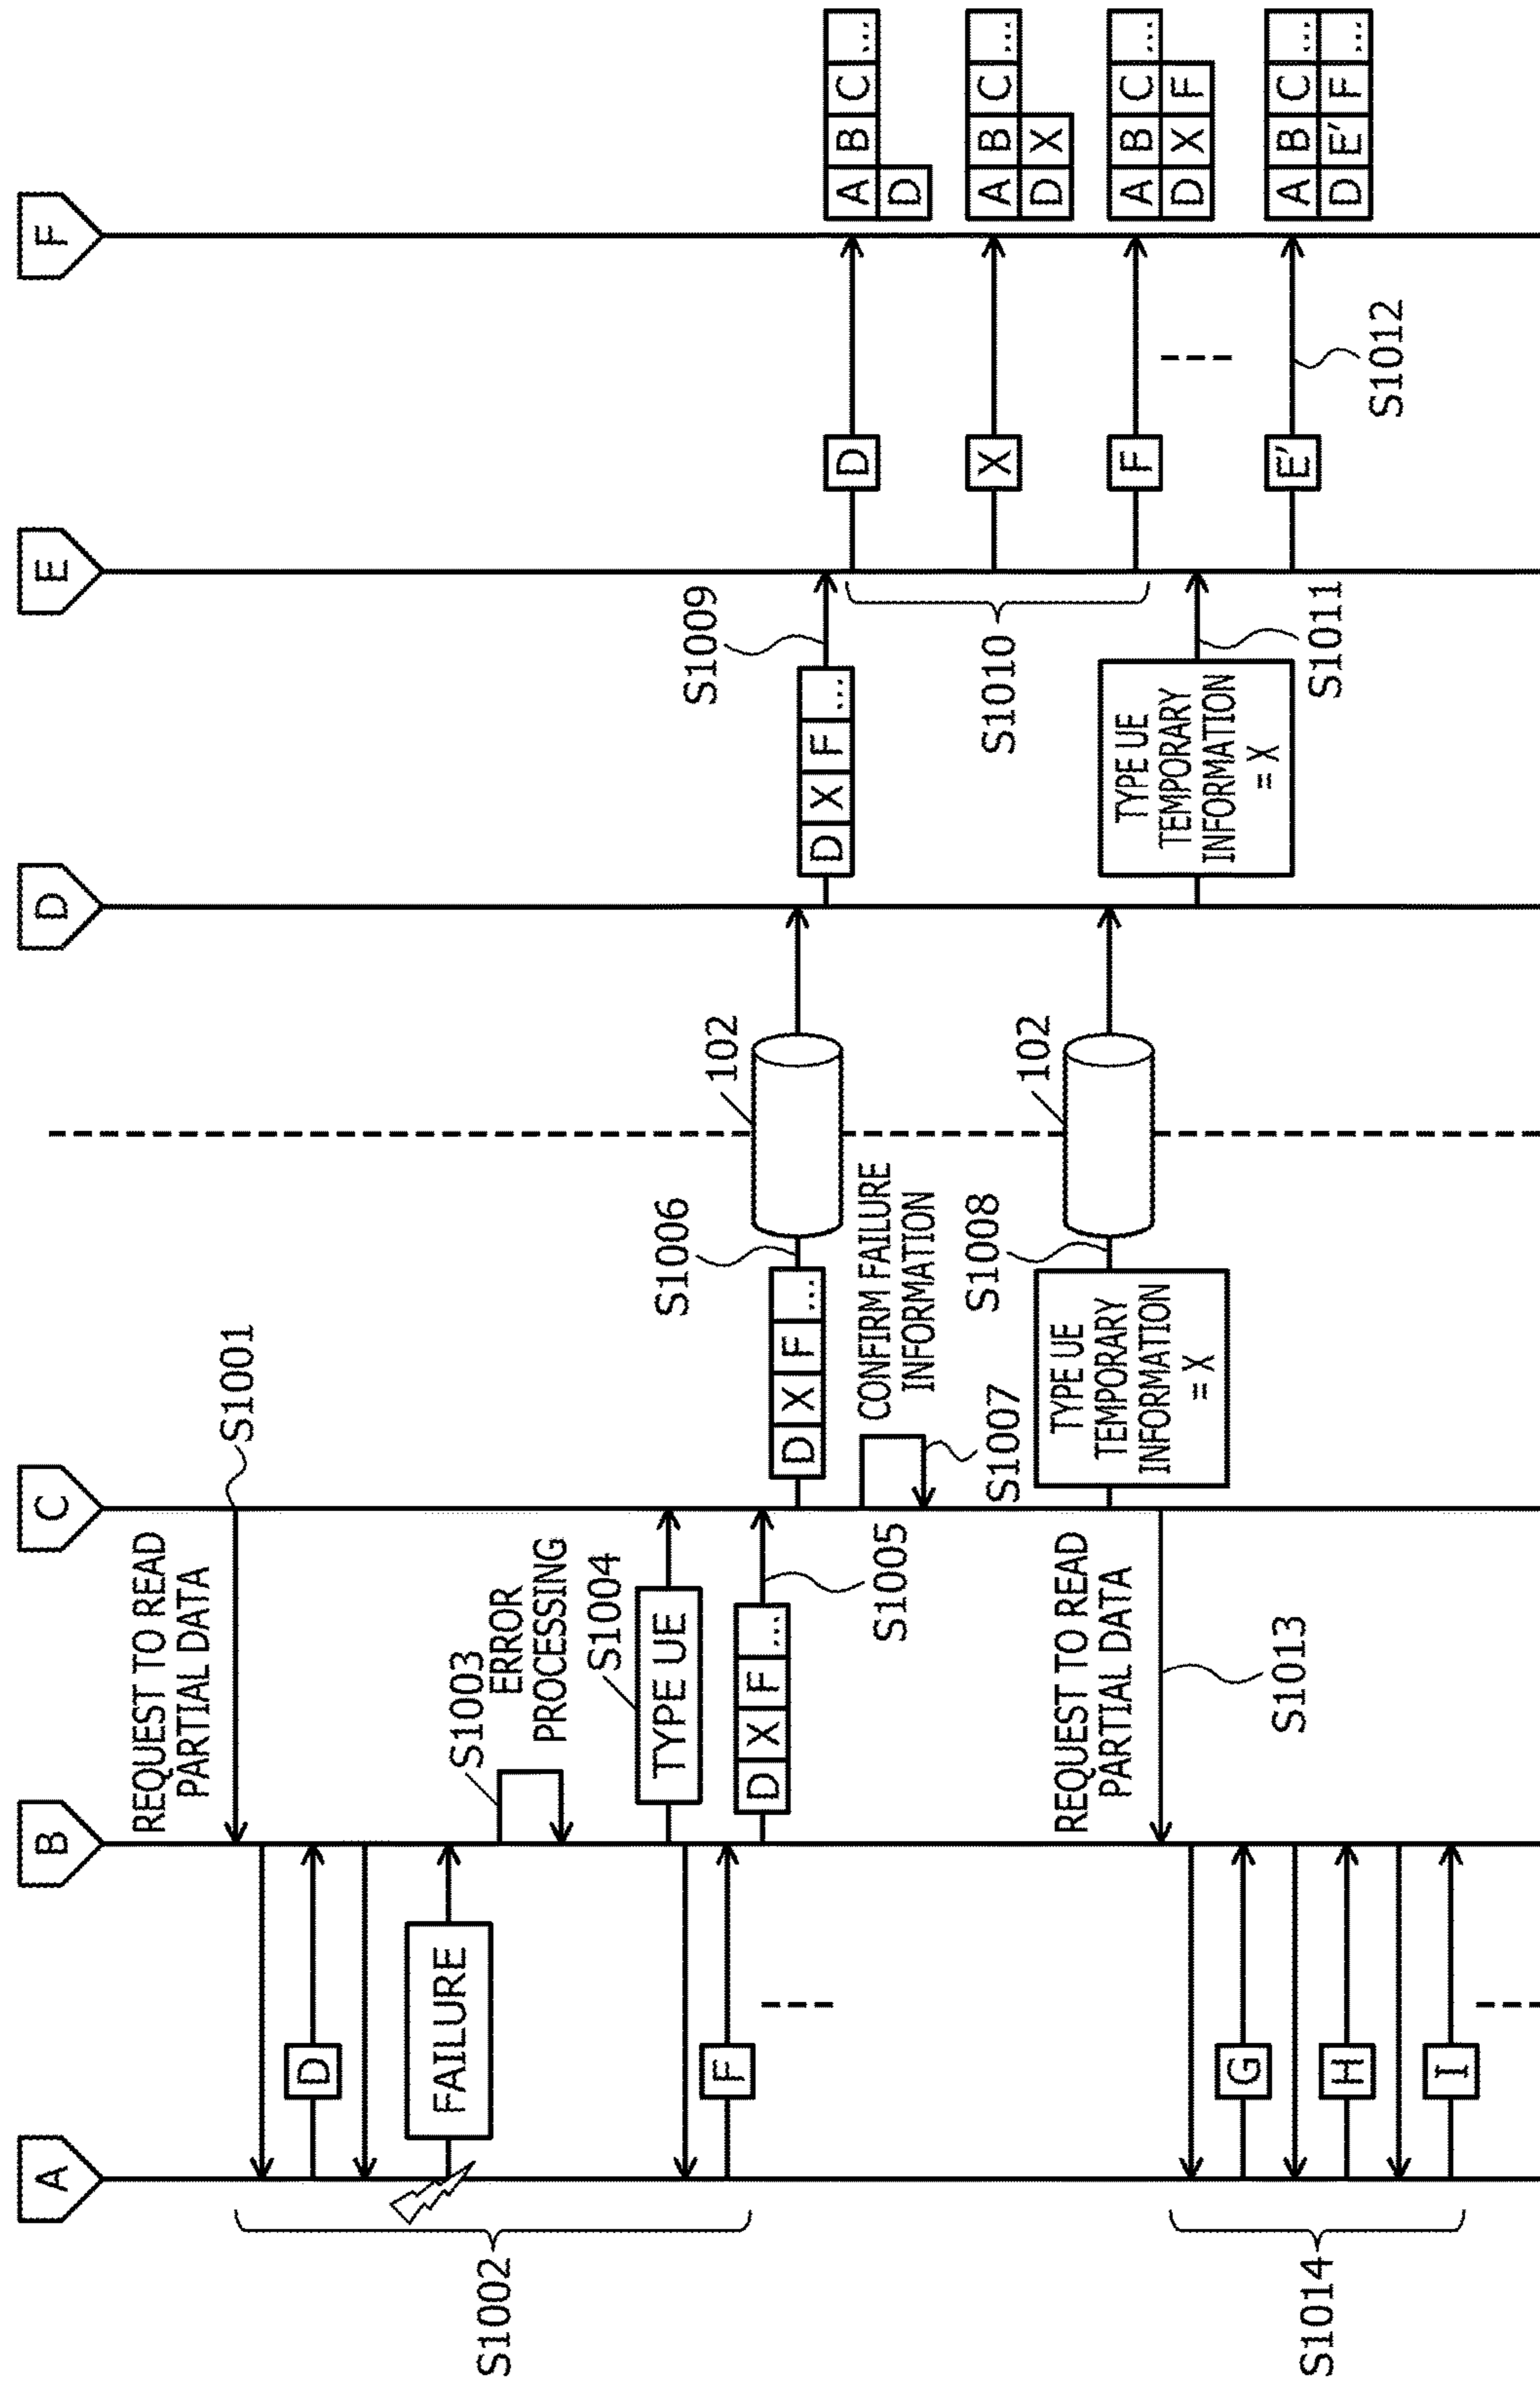 A
B
C
D
E
F
S1001
REQUEST TO READ
PARTIAL DATA
S1002
D
FAILURE
S1003
ERROR
PROCESSING
S1004
TYPE UE
F
D X F ...
S1005
D X F ...
S1006
102
D X F ...
S1009
D
A B C ...
D
CONFIRM FAILURE
INFORMATION
S1007
X
A B C ...
D X
S1010
F
A B C ...
D X F
TYPE UE
TEMPORARY
INFORMATION
= X
S1008
102
TYPE UE
TEMPORARY
INFORMATION
= X
S1011
E'
A B C ...
D E' F ...
S1012
REQUEST TO READ
PARTIAL DATA
S1013
G
H
I
S1014